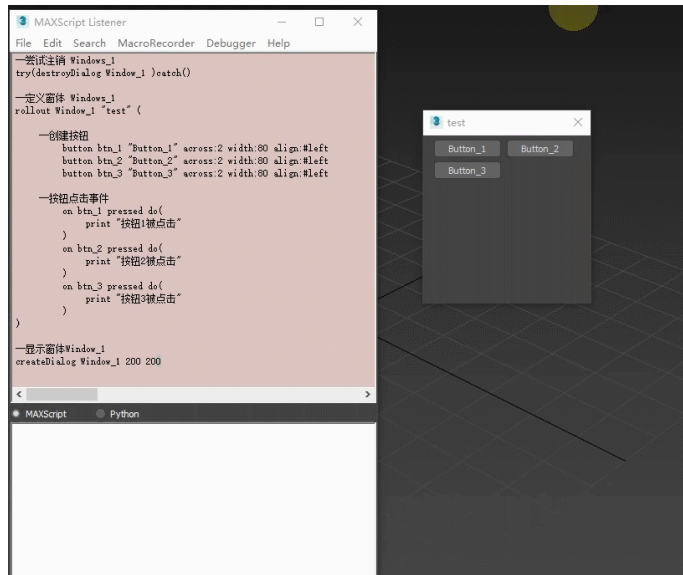 MAXScript Listener
File Edit Search MacroRecorder Debugger Help
--尝试注销 Windows_1
try(destroyDialog Window_1 )catch()
--定义窗体 Windows_1
rollout Window_1 "test" (
--创建按钮
button btn_1 "Button_1" across:2 width:80 align:#left
button btn_2 "Button_2" across:2 width:80 align:#left
button btn_3 "Button_3" across:2 width:80 align:#left
--按钮点击事件
on btn_1 pressed do(
print "按钮1被点击"
)
on btn_2 pressed do(
print "按钮2被点击"
)
on btn_3 pressed do(
print "按钮3被点击"
)
)
--显示窗体Window_1
createDialog Window_1 200 200
MAXScript Python
3 test
Button_1 Button_2
Button_3